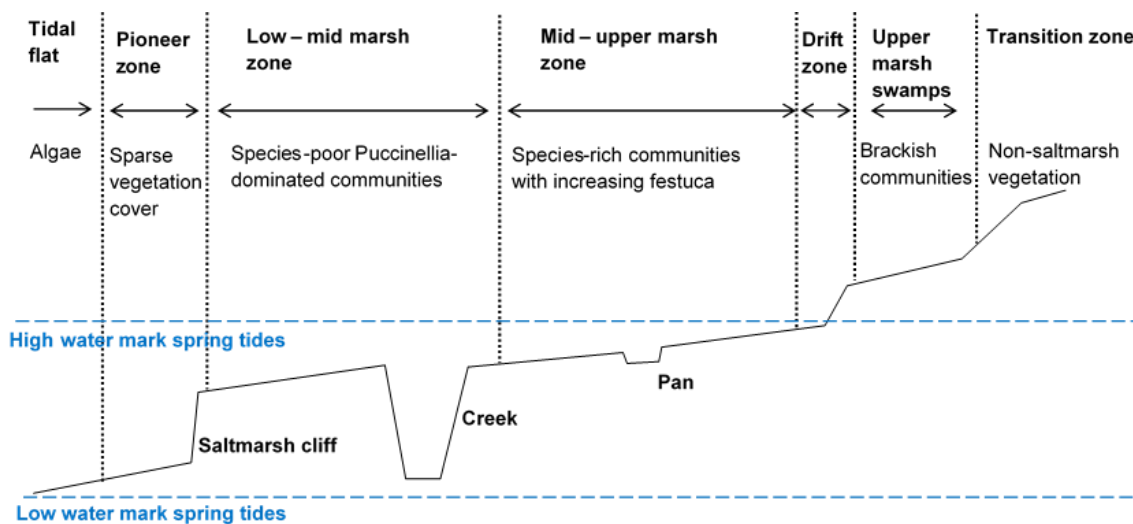 Tidal
flat
Pioneer
zone
Low – mid marsh
zone
Mid – upper marsh
zone
Drift
zone
Upper
marsh
swamps
Transition zone
Algae
Sparse
vegetation
cover
Species-poor Puccinellia-
dominated communities
Species-rich communities
with increasing festuca
Brackish
communities
Non-saltmarsh
vegetation
High water mark spring tides
Pan
Creek
Saltmarsh cliff
Low water mark spring tides